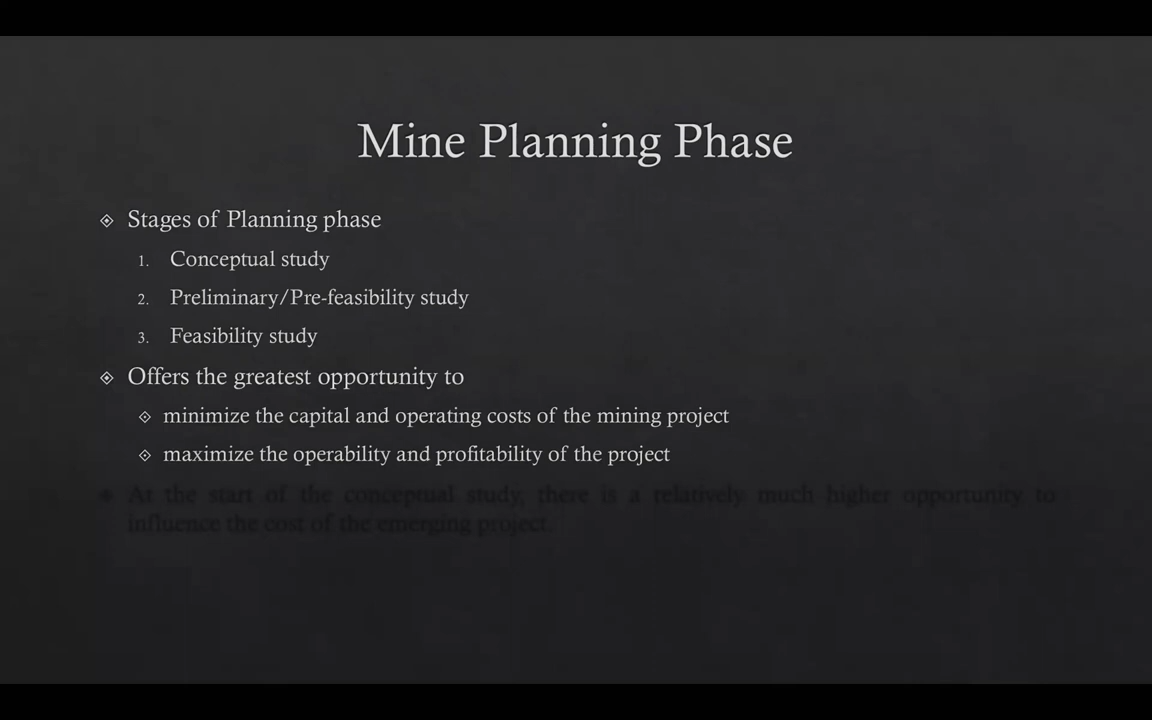 Mine Planning Phase
Stages of Planning phase
1. Conceptual study
2. Preliminary/Pre-feasibility study
3. Feasibility study
Offers the greatest opportunity to
minimize the capital and operating costs of the mining project
maximize the operability and profitability of the project
At the start of the conceptual study, there is a relatively much higher opportunity to
influence the cost of the emerging project.